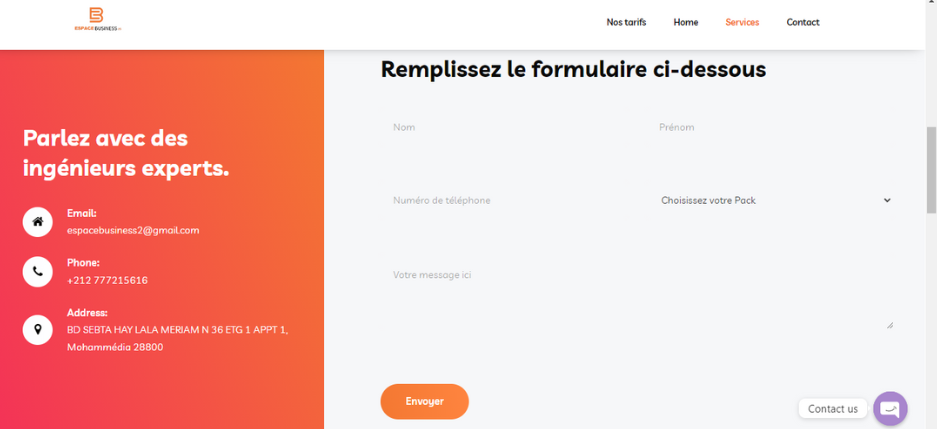 ESPACE BUSINESS
Nos tarifs
Home
Services
Contact
Remplissez le formulaire ci-dessous
Parlez avec des
ingénieurs experts.
Email:
espacebusiness2@gmail.com
Phone:
+212 777215616
Address:
BD SEBTA HAY LALA MERIAM N 36 ETG 1 APPT 1,
Mohammédia 28800
Nom
Prénom
Numéro de téléphone
Choisissez votre Pack
Votre message ici
Envoyer
Contact us